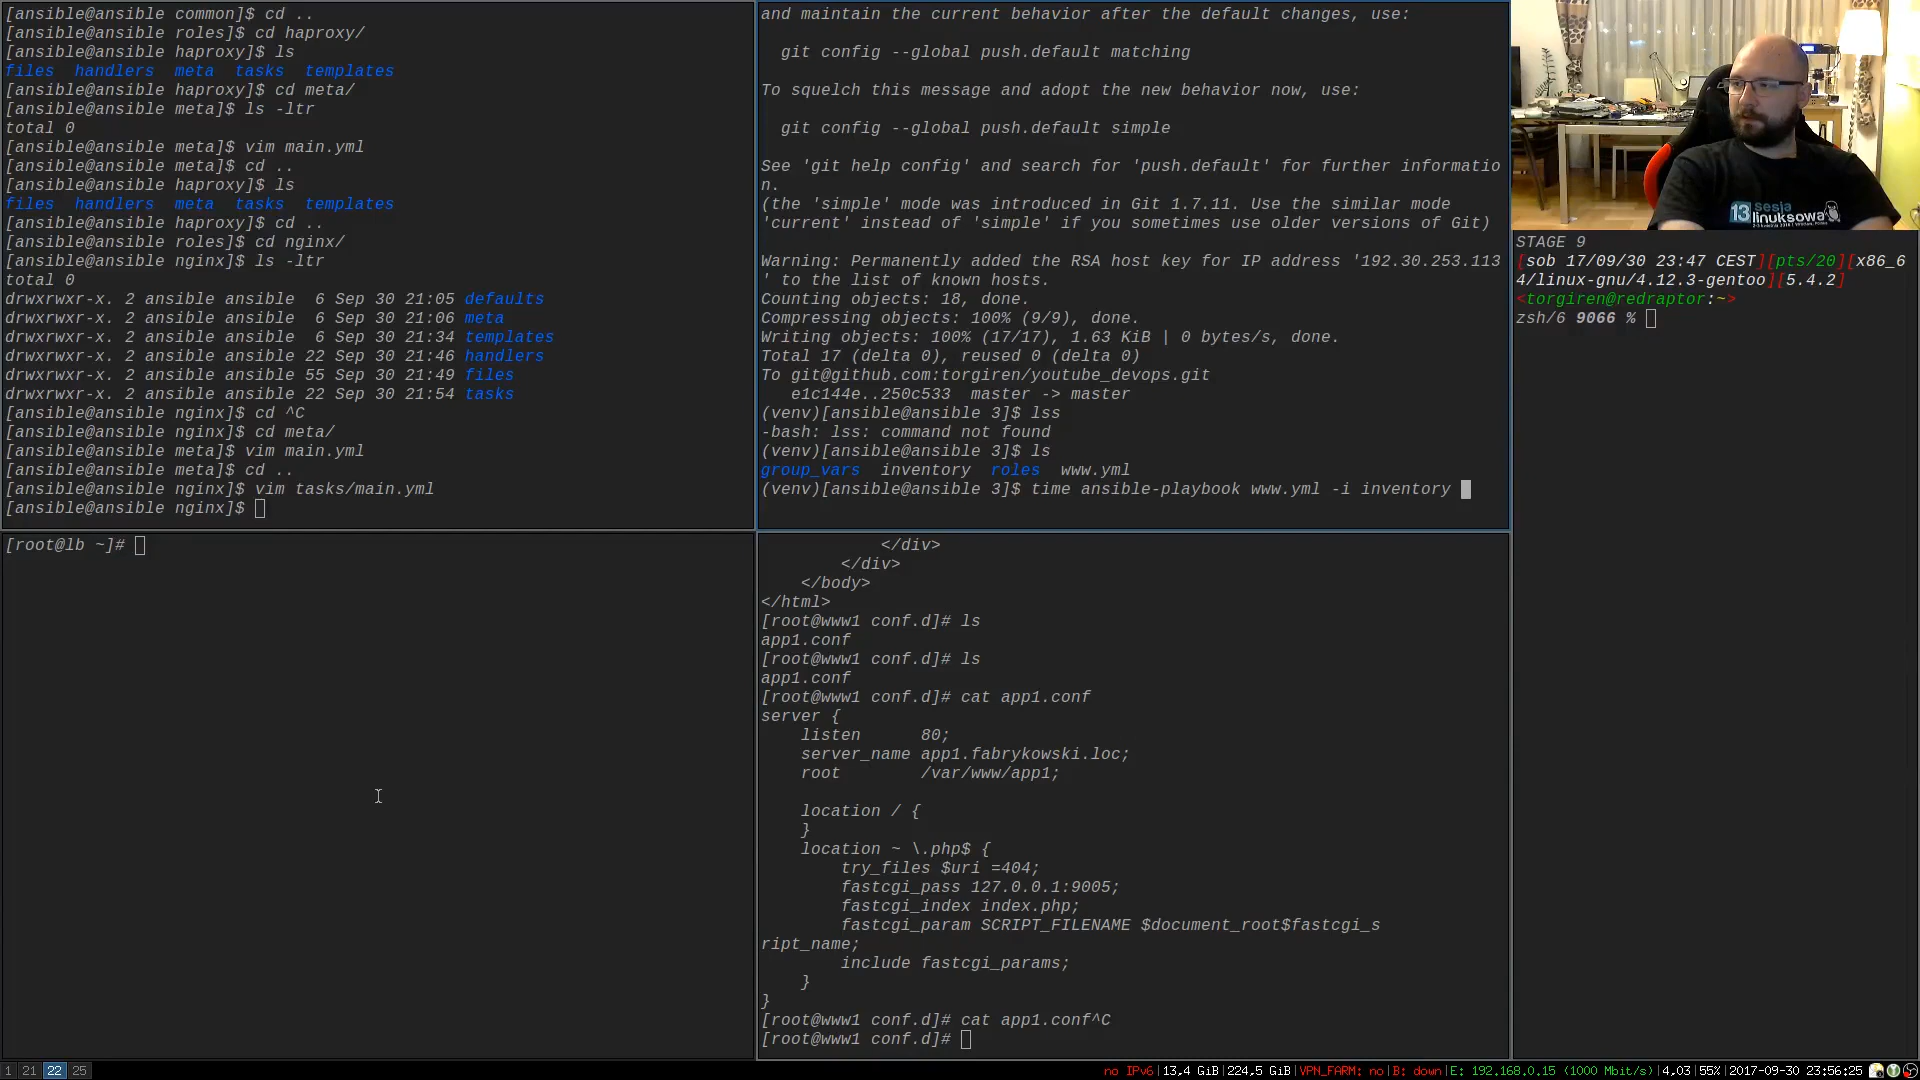 [ansible@ansible common]$ cd ..
[ansible@ansible roles]$ cd haproxy/
[ansible@ansible haproxy]$ ls
files  handlers  meta  tasks  templates
[ansible@ansible haproxy]$ cd meta/
[ansible@ansible meta]$ ls -ltr
total 0
[ansible@ansible meta]$ vim main.yml
[ansible@ansible meta]$ cd ..
[ansible@ansible haproxy]$ ls
files  handlers  meta  tasks  templates
[ansible@ansible haproxy]$ cd ..
[ansible@ansible roles]$ cd nginx/
[ansible@ansible nginx]$ ls -ltr
total 0
drwxrwxr-x. 2 ansible ansible  6 Sep 30 21:05 defaults
drwxrwxr-x. 2 ansible ansible  6 Sep 30 21:06 meta
drwxrwxr-x. 2 ansible ansible  6 Sep 30 21:34 templates
drwxrwxr-x. 2 ansible ansible 22 Sep 30 21:46 handlers
drwxrwxr-x. 2 ansible ansible 55 Sep 30 21:49 files
drwxrwxr-x. 2 ansible ansible 22 Sep 30 21:54 tasks
[ansible@ansible nginx]$ cd ^C
[ansible@ansible nginx]$ cd meta/
[ansible@ansible meta]$ vim main.yml
[ansible@ansible meta]$ cd ..
[ansible@ansible nginx]$ vim tasks/main.yml
[ansible@ansible nginx]$
and maintain the current behavior after the default changes, use:
git config --global push.default matching
To squelch this message and adopt the new behavior now, use:
git config --global push.default simple
See 'git help config' and search for 'push.default' for further informatio
n.
(the 'simple' mode was introduced in Git 1.7.11. Use the similar mode
'current' instead of 'simple' if you sometimes use older versions of Git)
Warning: Permanently added the RSA host key for IP address '192.30.253.113
' to the list of known hosts.
Counting objects: 18, done.
Compressing objects: 100% (9/9), done.
Writing objects: 100% (17/17), 1.63 KiB | 0 bytes/s, done.
Total 17 (delta 0), reused 0 (delta 0)
To git@github.com:torgiren/youtube_devops.git
e1c144e..250c533  master -> master
(venv)[ansible@ansible 3]$ lss
-bash: lss: command not found
(venv)[ansible@ansible 3]$ ls
group_vars  inventory  roles  www.yml
(venv)[ansible@ansible 3]$ time ansible-playbook www.yml -i inventory
13 Sesja
linuksowa
STAGE 9
[sob 17/09/30 23:47 CEST][pts/20][x86_6
4/linux-gnu/4.12.3-gentoo][5.4.2]
<torgiren@redraptor:~>
zsh/6 9066 %
[root@lb ~]#
</div>
</div>
</body>
</html>
[root@www1 conf.d]# ls
app1.conf
[root@www1 conf.d]# ls
app1.conf
[root@www1 conf.d]# cat app1.conf
server {
listen      80;
server_name app1.fabrykowski.loc;
root        /var/www/app1;
location / {
}
location ~ \.php$ {
try_files $uri =404;
fastcgi_pass 127.0.0.1:9005;
fastcgi_index index.php;
fastcgi_param SCRIPT_FILENAME $document_root$fastcgi_s
ript_name;
include fastcgi_params;
}
}
[root@www1 conf.d]# cat app1.conf^C
[root@www1 conf.d]#
1 21 22 25
no IPv6|13,4 GiB|224,5 GiB|VPN_FARM: no|B: down|E: 192.168.0.15 (1000 Mbit/s)|4,03|55%|2017-09-30 23:56:25